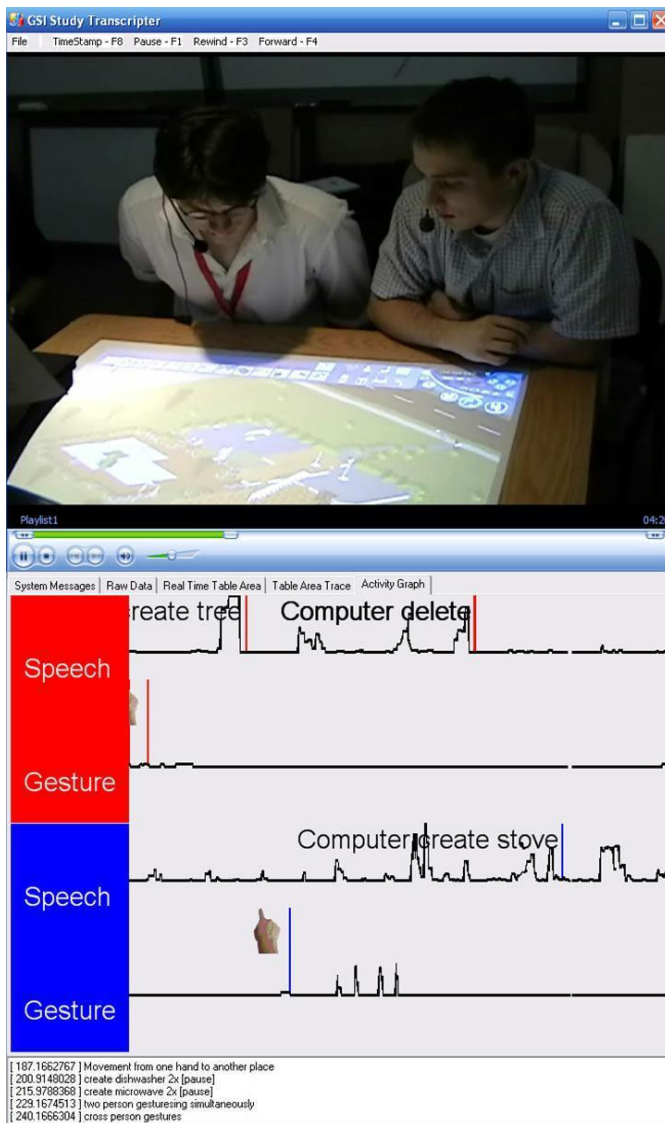 GSI Study Transcripter
File TimeStamp - F8 Pause - F1 Rewind - F3 Forward - F4
Playlist1 04:2
System Messages Raw Data Real Time Table Area Table Area Trace Activity Graph
reate tree Computer delete
Speech
Gesture
Computer create stove
Speech
Gesture
[ 187.1662767 ] Movement from one hand to another place
[ 200.9148028 ] create dishwasher 2x [pause]
[ 215.9788368 ] create microwave 2x [pause]
[ 229.1674513 ] two person gesturesing simultaneously
[ 240.1666304 ] cross person gestures